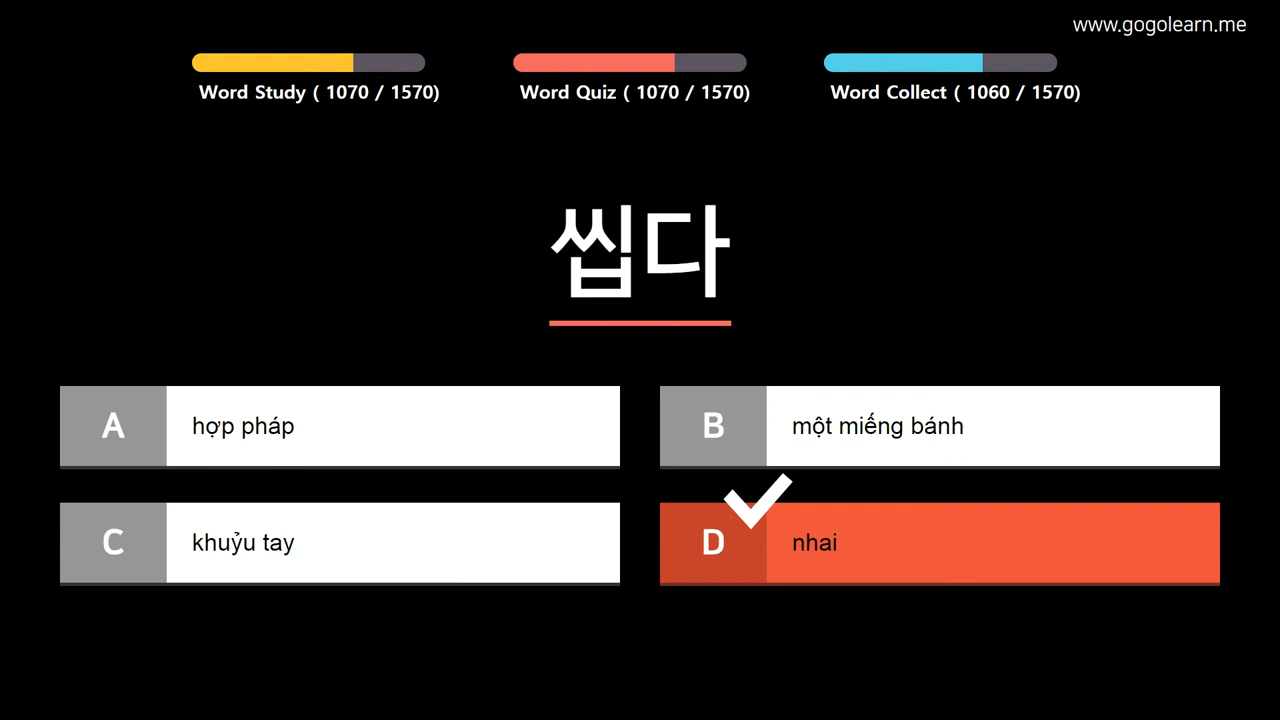 www.gogolearn.me
Word Study ( 1070 / 1570)
Word Quiz ( 1070 / 1570)
Word Collect ( 1060 / 1570)
씹다
A hợp pháp
B một miếng bánh
C khuỷu tay
D nhai